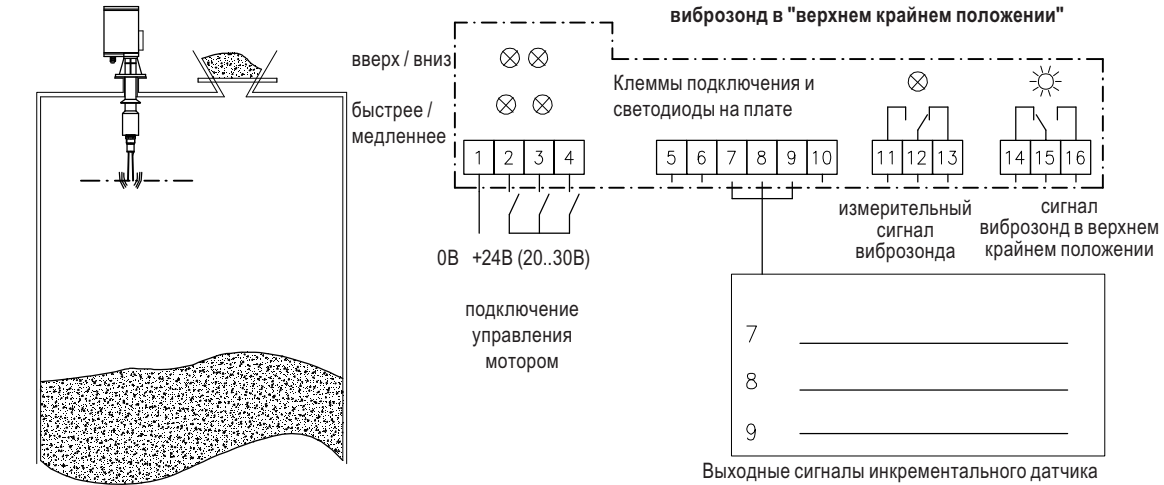 виброзонд в "верхнем крайнем положении"
вверх / вниз
быстрее /
медленнее
Клеммы подключения и
светодиоды на плате
1 2 3 4
5 6 7 8 9 10
11 12 13
14 15 16
0В +24В (20..30В)
подключение
управления
мотором
измерительный
сигнал
виброзонда
сигнал
виброзонд в верхнем
крайнем положении
7
8
9
Выходные сигналы инкрементального датчика